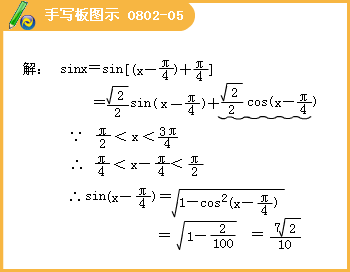 手写板图示 0802-05
解: sinx=sin[(x-π/4)+π/4]
=√2/2 sin(x-π/4)+√2/2 cos(x-π/4)
∵ π/2<x<3π/4
∴ π/4<x-π/4<π/2
∴sin(x-π/4)=√(1-cos²(x-π/4))
=√(1-2/100) =7√2/10